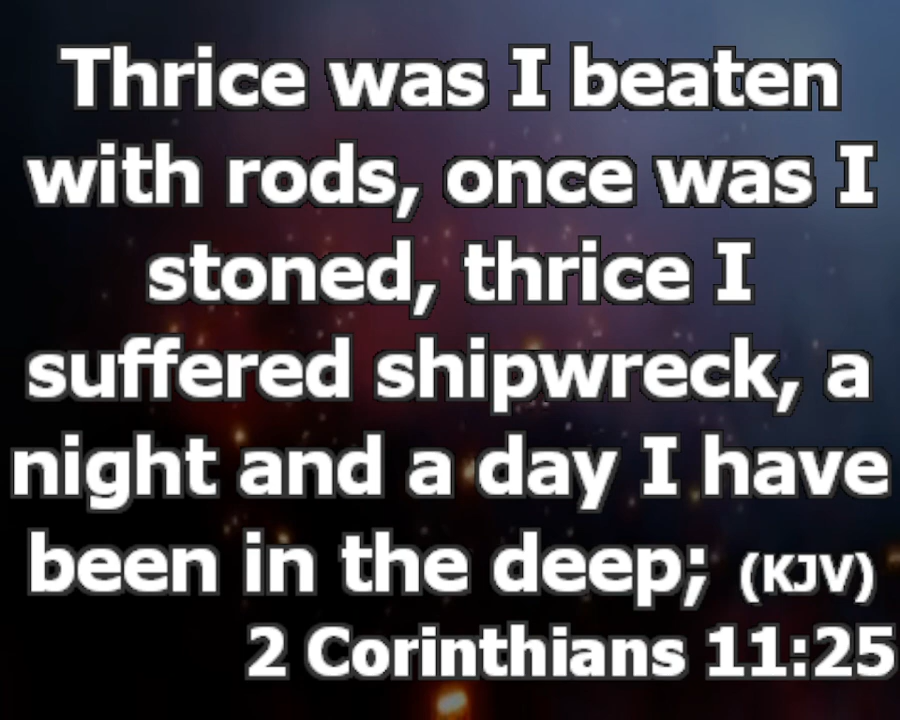 Thrice was I beaten
with rods, once was I
stoned, thrice I
suffered shipwreck, a
night and a day I have
been in the deep; (KJV)
2 Corinthians 11:25